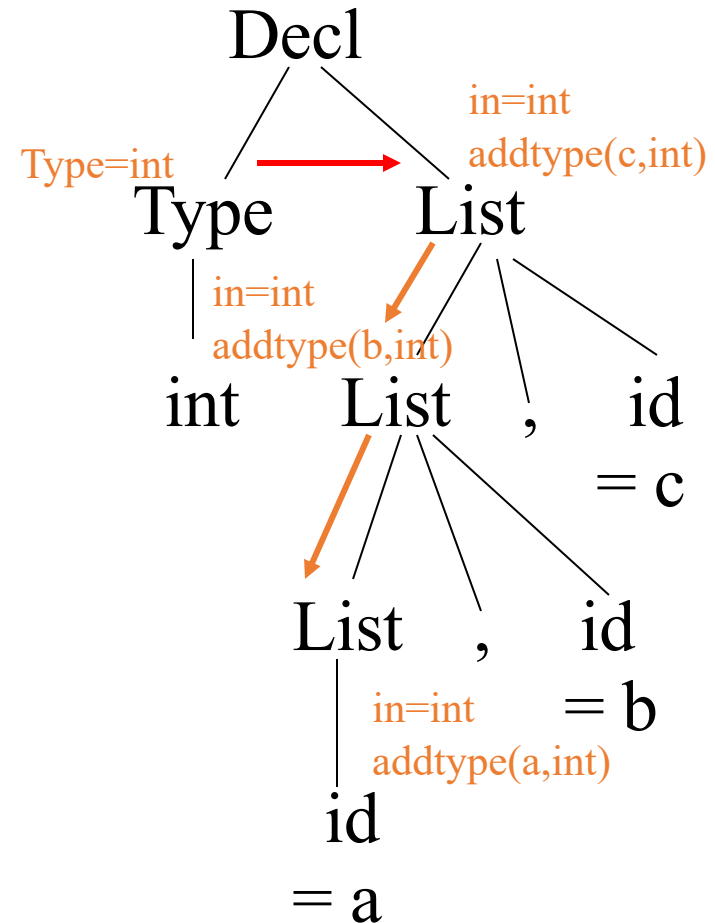 Decl
in=int
addtype(c,int)
Type=int
Type
List
in=int
addtype(b,int)
int
List
,
id
= c
List
,
id
= b
in=int
addtype(a,int)
id
= a